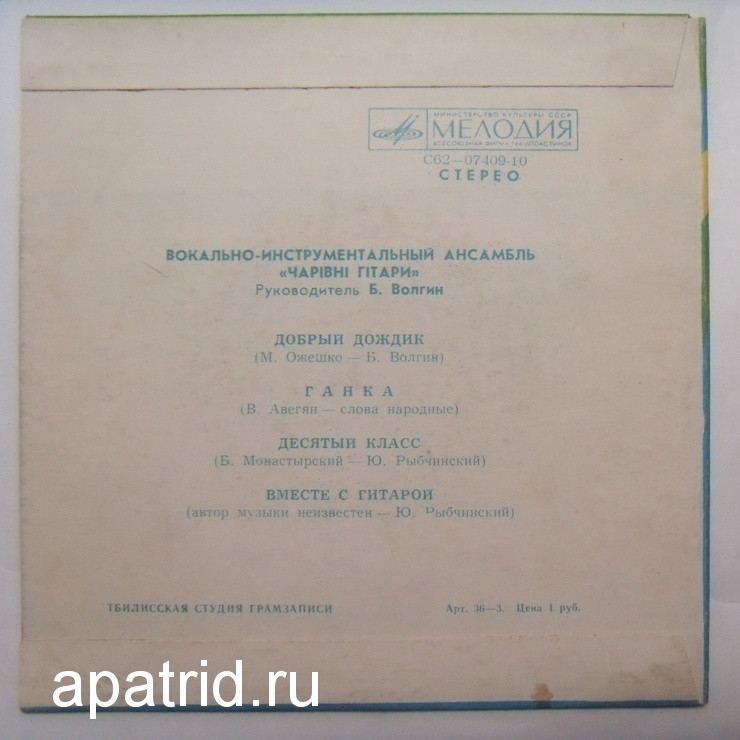 МИНИСТЕРСТВО КУЛЬТУРЫ СССР
МЕЛОДИЯ
ВСЕСОЮЗНАЯ ФИРМА ГРАМПЛАСТИНОК
С62—07409-10
СТЕРЕО
ВОКАЛЬНО-ИНСТРУМЕНТАЛЬНЫЙ АНСАМБЛЬ
«ЧАРІВНІ ГІТАРИ»
Руководитель Б. Волгин
ДОБРЫЙ ДОЖДИК
(М. Ожешко — Б. Волгин)
ГАНКА
(В. Авегян — слова народные)
ДЕСЯТЫЙ КЛАСС
(Б. Монастырский — Ю. Рыбчинский)
ВМЕСТЕ С ГИТАРОЙ
(автор музыки неизвестен — Ю. Рыбчинский)
ТБИЛИССКАЯ СТУДИЯ ГРАМЗАПИСИ
Арт. 36—3. Цена 1 руб.
apatrid.ru